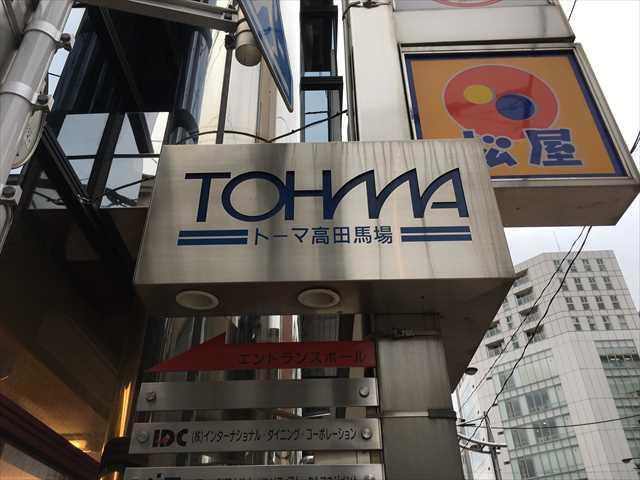 松屋
TOHMA
トーマ高田馬場
エントランスホール
IDC (株)インターナショナル・ダイニング・コーポレーション